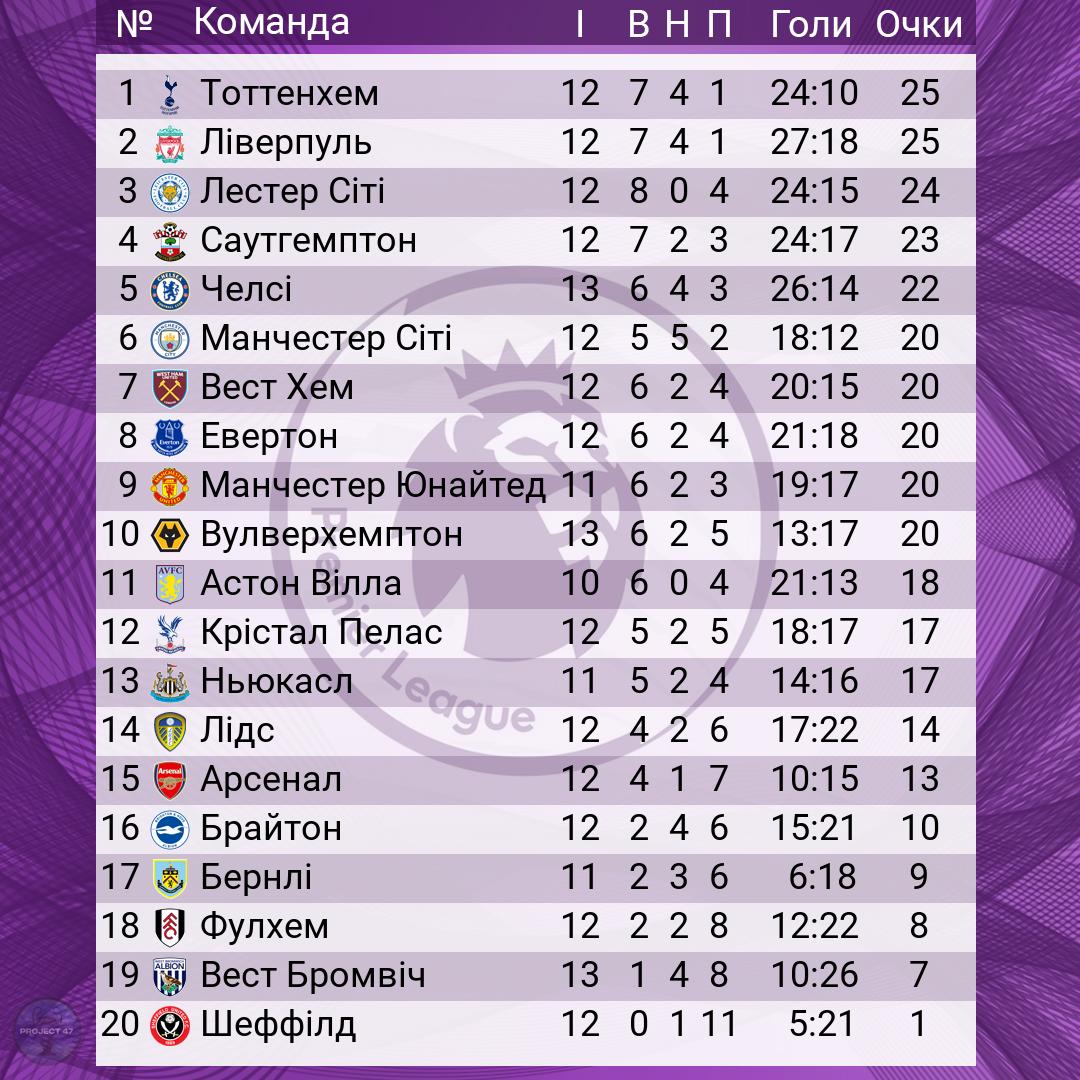 № Команда І В Н П Голи Очки
1 Тоттенхем 12 7 4 1 24:10 25
2 Ліверпуль 12 7 4 1 27:18 25
3 Лестер Сіті 12 8 0 4 24:15 24
4 Саутгемптон 12 7 2 3 24:17 23
5 Челсі 13 6 4 3 26:14 22
6 Манчестер Сіті 12 5 5 2 18:12 20
7 Вест Хем 12 6 2 4 20:15 20
8 Евертон 12 6 2 4 21:18 20
9 Манчестер Юнайтед 11 6 2 3 19:17 20
10 Вулверхемптон 13 6 2 5 13:17 20
11 AVFC Астон Вілла 10 6 0 4 21:13 18
12 Крістал Пелас 12 5 2 5 18:17 17
13 Ньюкасл 11 5 2 4 14:16 17
14 Лідс 12 4 2 6 17:22 14
15 Arsenal Арсенал 12 4 1 7 10:15 13
16 Брайтон 12 2 4 6 15:21 10
17 Бернлі 11 2 3 6 6:18 9
18 Фулхем 12 2 2 8 12:22 8
19 ALBION Вест Бромвіч 13 1 4 8 10:26 7
20 Шеффілд 12 0 1 11 5:21 1
Premier League
PROJECT 47